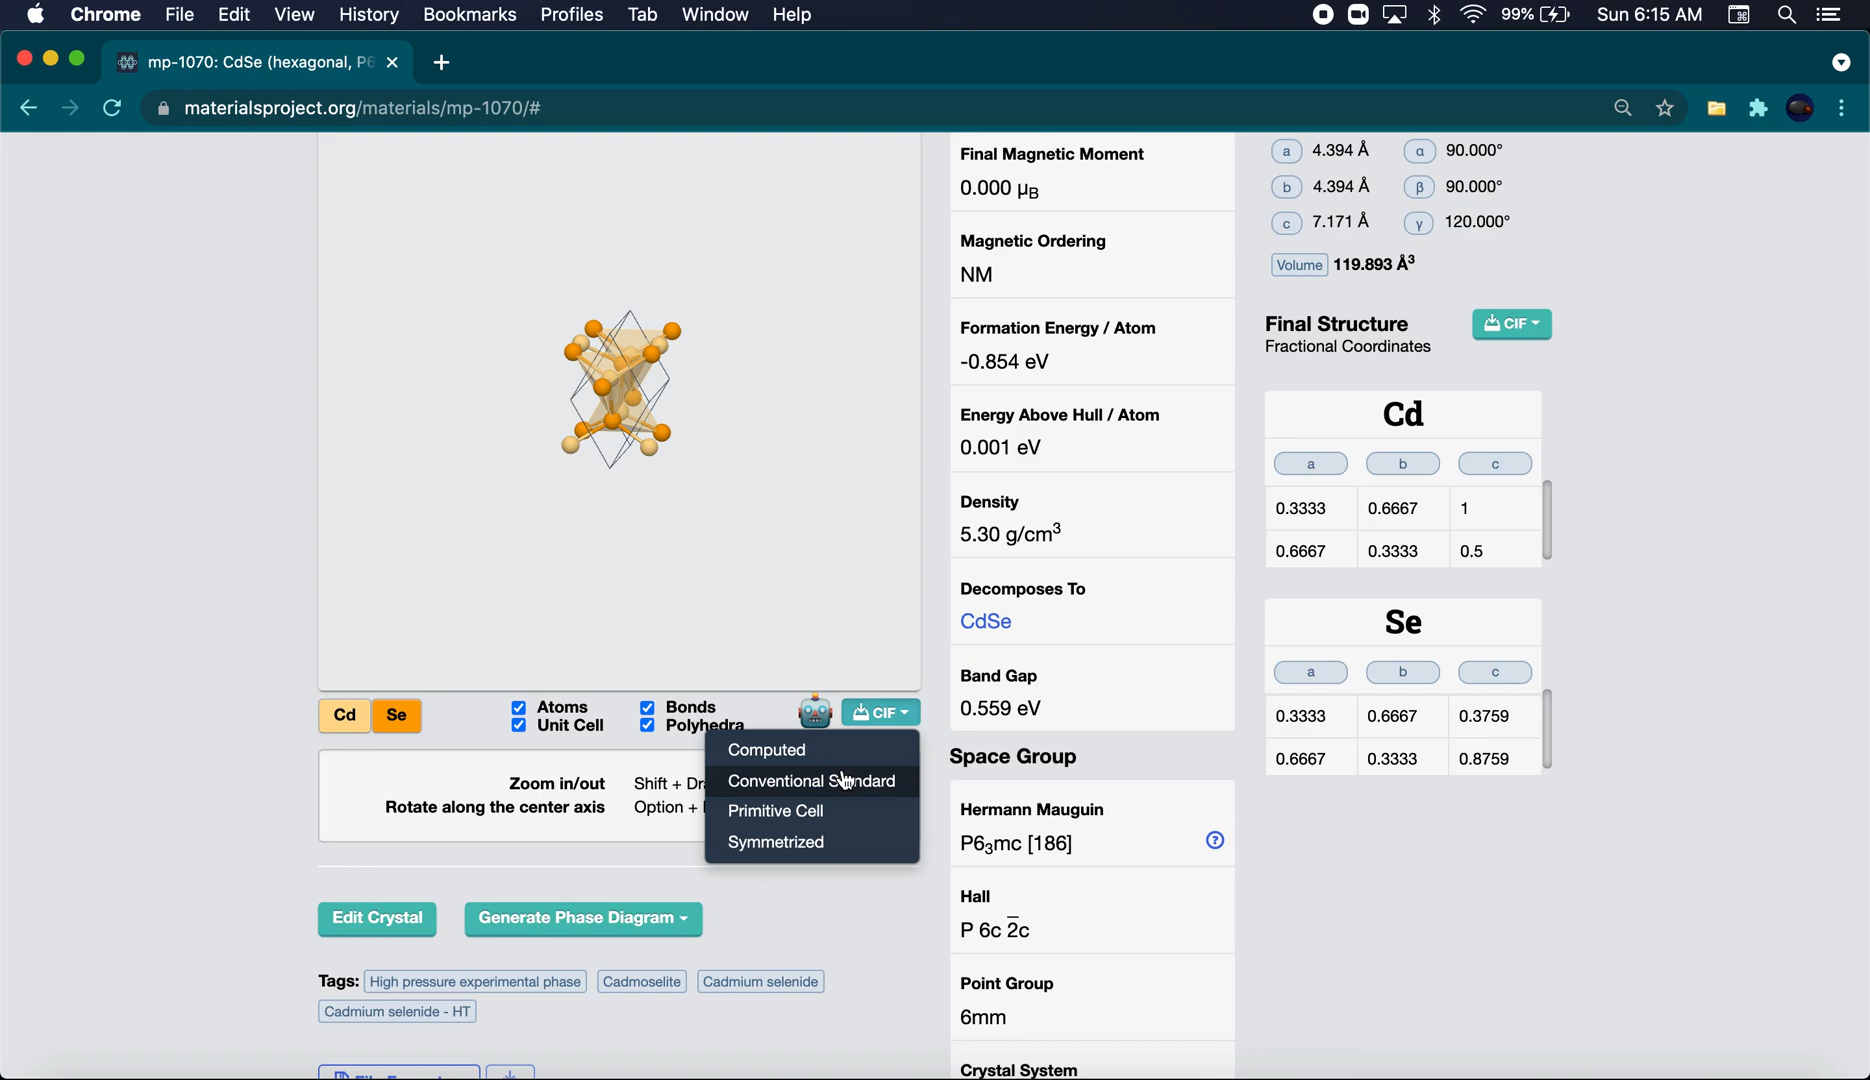 Chrome File Edit View History Bookmarks Profiles Tab Window Help 99% Sun 6:15 AM
mp-1070: CdSe (hexagonal, P6
materialsproject.org/materials/mp-1070/#
Final Magnetic Moment
0.000 μB
Magnetic Ordering
NM
Formation Energy / Atom
-0.854 eV
Energy Above Hull / Atom
0.001 eV
Density
5.30 g/cm³
Decomposes To
CdSe
Band Gap
0.559 eV
Space Group
Hermann Mauguin
P6₃mc [186]
?
Hall
P 6c 2̅c
Point Group
6mm
Crystal System
a 4.394 Å α 90.000°
b 4.394 Å β 90.000°
c 7.171 Å γ 120.000°
Volume 119.893 Å³
Final Structure
Fractional Coordinates
CIF
Cd
a b c
0.3333 0.6667 1
0.6667 0.3333 0.5
Se
a b c
0.3333 0.6667 0.3759
0.6667 0.3333 0.8759
Cd Se
Atoms Bonds
Unit Cell Polyhedra
CIF
Computed
Conventional Standard
Primitive Cell
Symmetrized
Zoom in/out Shift +
Rotate along the center axis Option +
Edit Crystal Generate Phase Diagram
Tags: High pressure experimental phase Cadmoselite Cadmium selenide
Cadmium selenide - HT